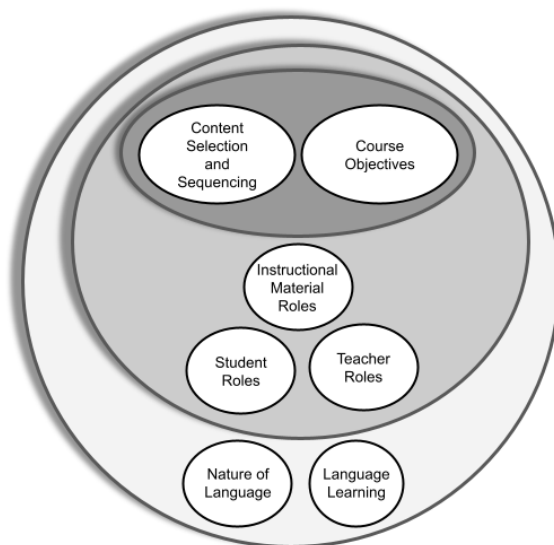 Content
Selection
and
Sequencing
Course
Objectives
Instructional
Material
Roles
Student
Roles
Teacher
Roles
Nature of
Language
Language
Learning